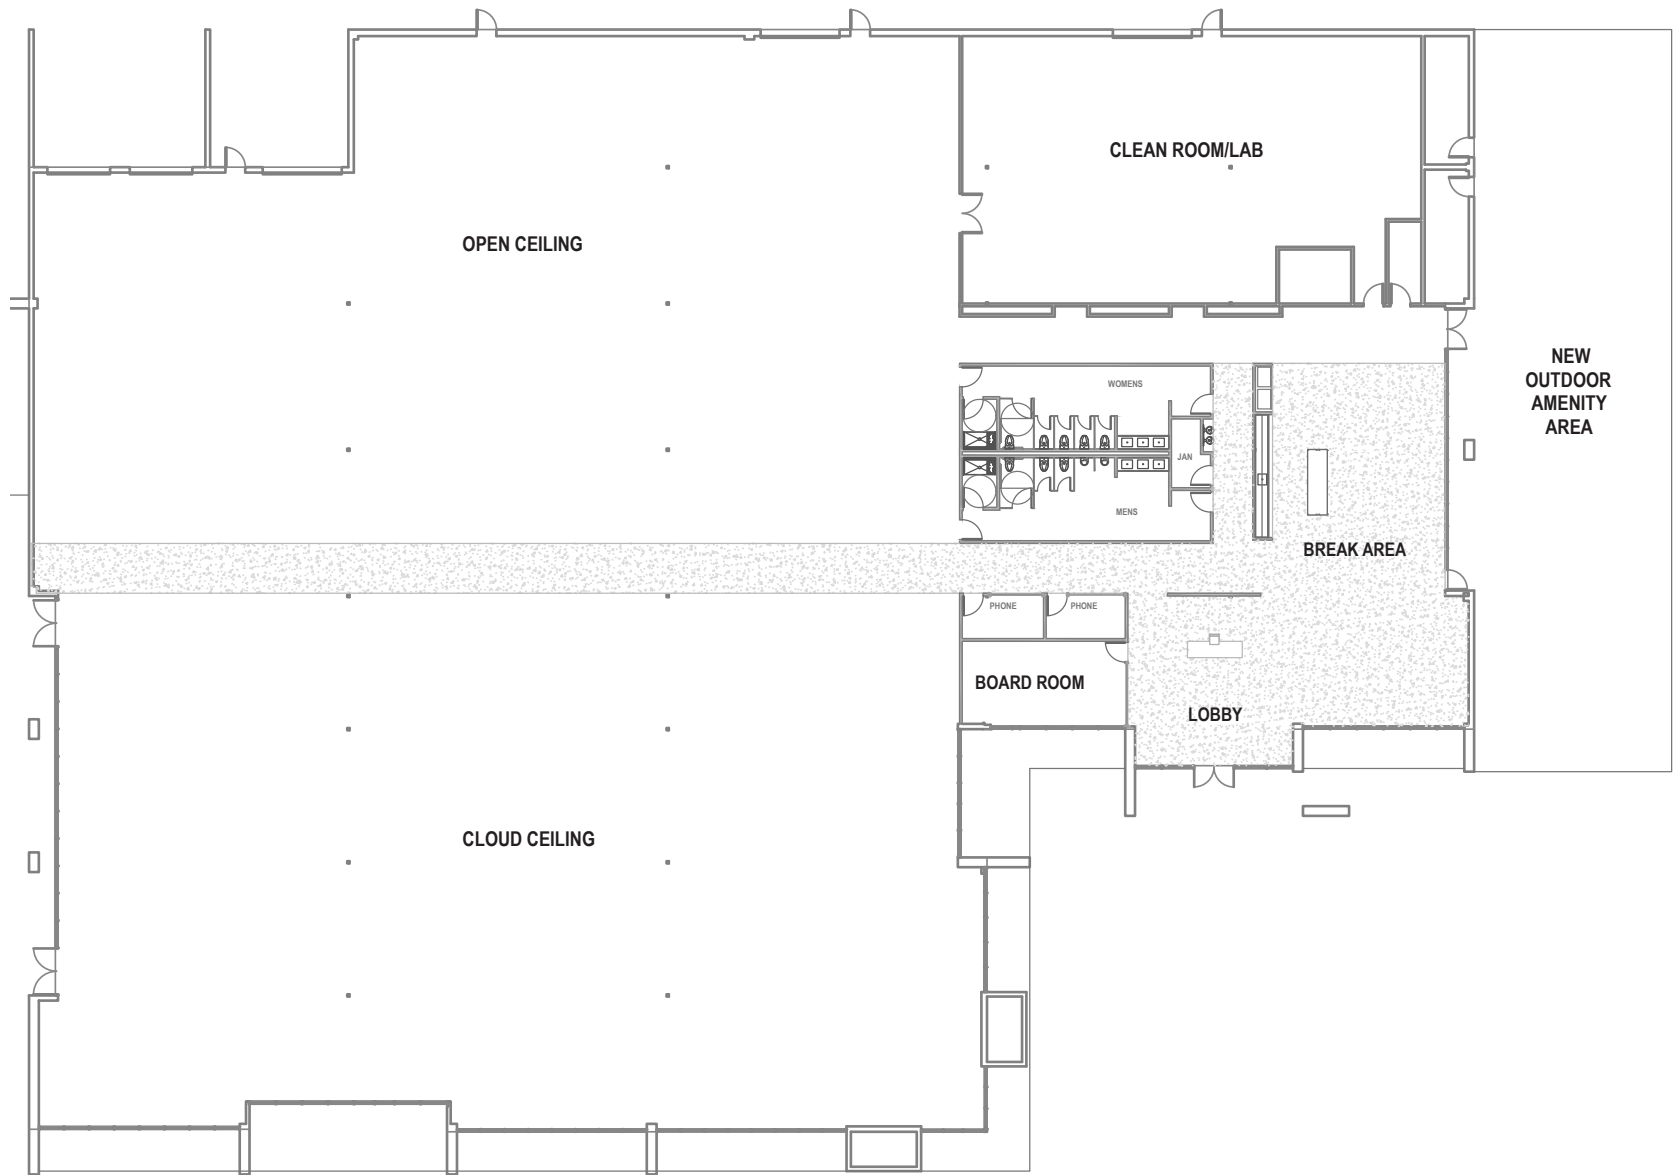 CLEAN ROOM/LAB
OPEN CEILING
NEW
OUTDOOR
AMENITY
AREA
WOMENS
JAN
MENS
BREAK AREA
PHONE
PHONE
BOARD ROOM
LOBBY
CLOUD CEILING